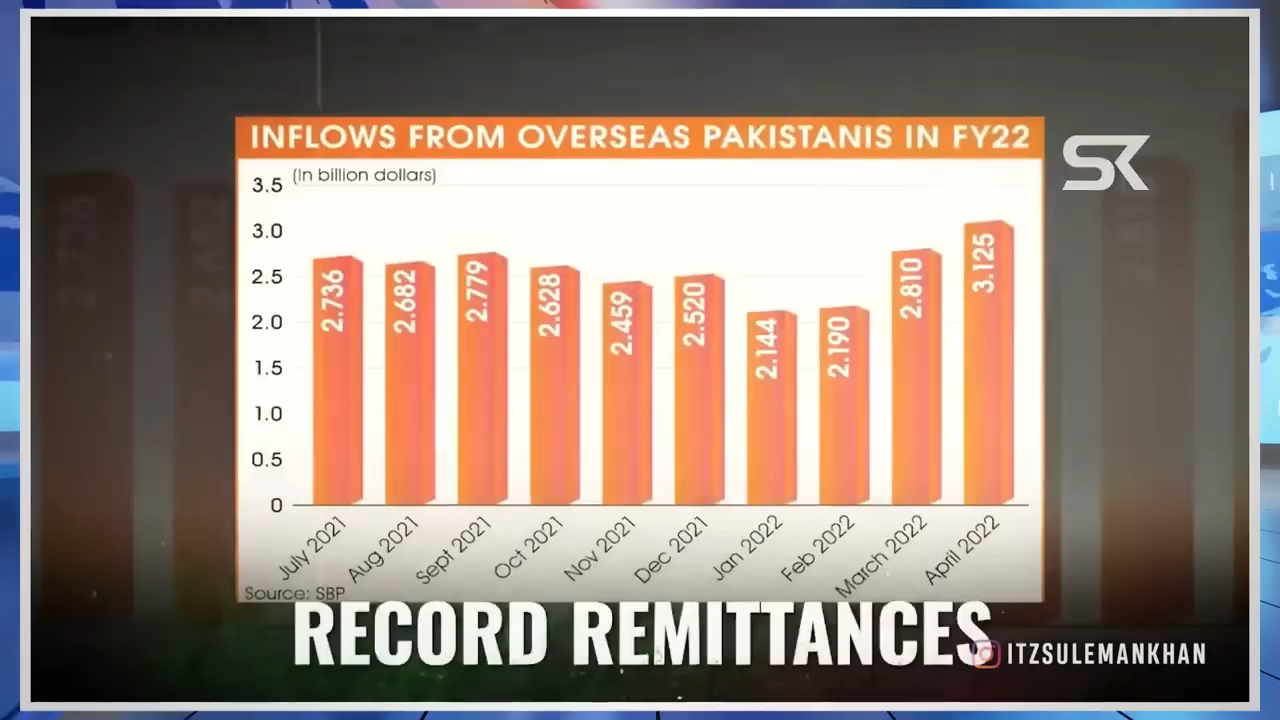 INFLOWS FROM OVERSEAS PAKISTANIS IN FY22
SK
(In billion dollars)
3.5
3.0
2.5
2.0
1.5
1.0
0.5
0
2.736
2.682
2.779
2.628
2.459
2.520
2.144
2.190
2.810
3.125
July 2021
Aug 2021
Sept 2021
Oct 2021
Nov 2021
Dec 2021
Jan 2022
Feb 2022
March 2022
April 2022
Source: SBP
RECORD REMITTANCES
ITZSULEMANKHAN